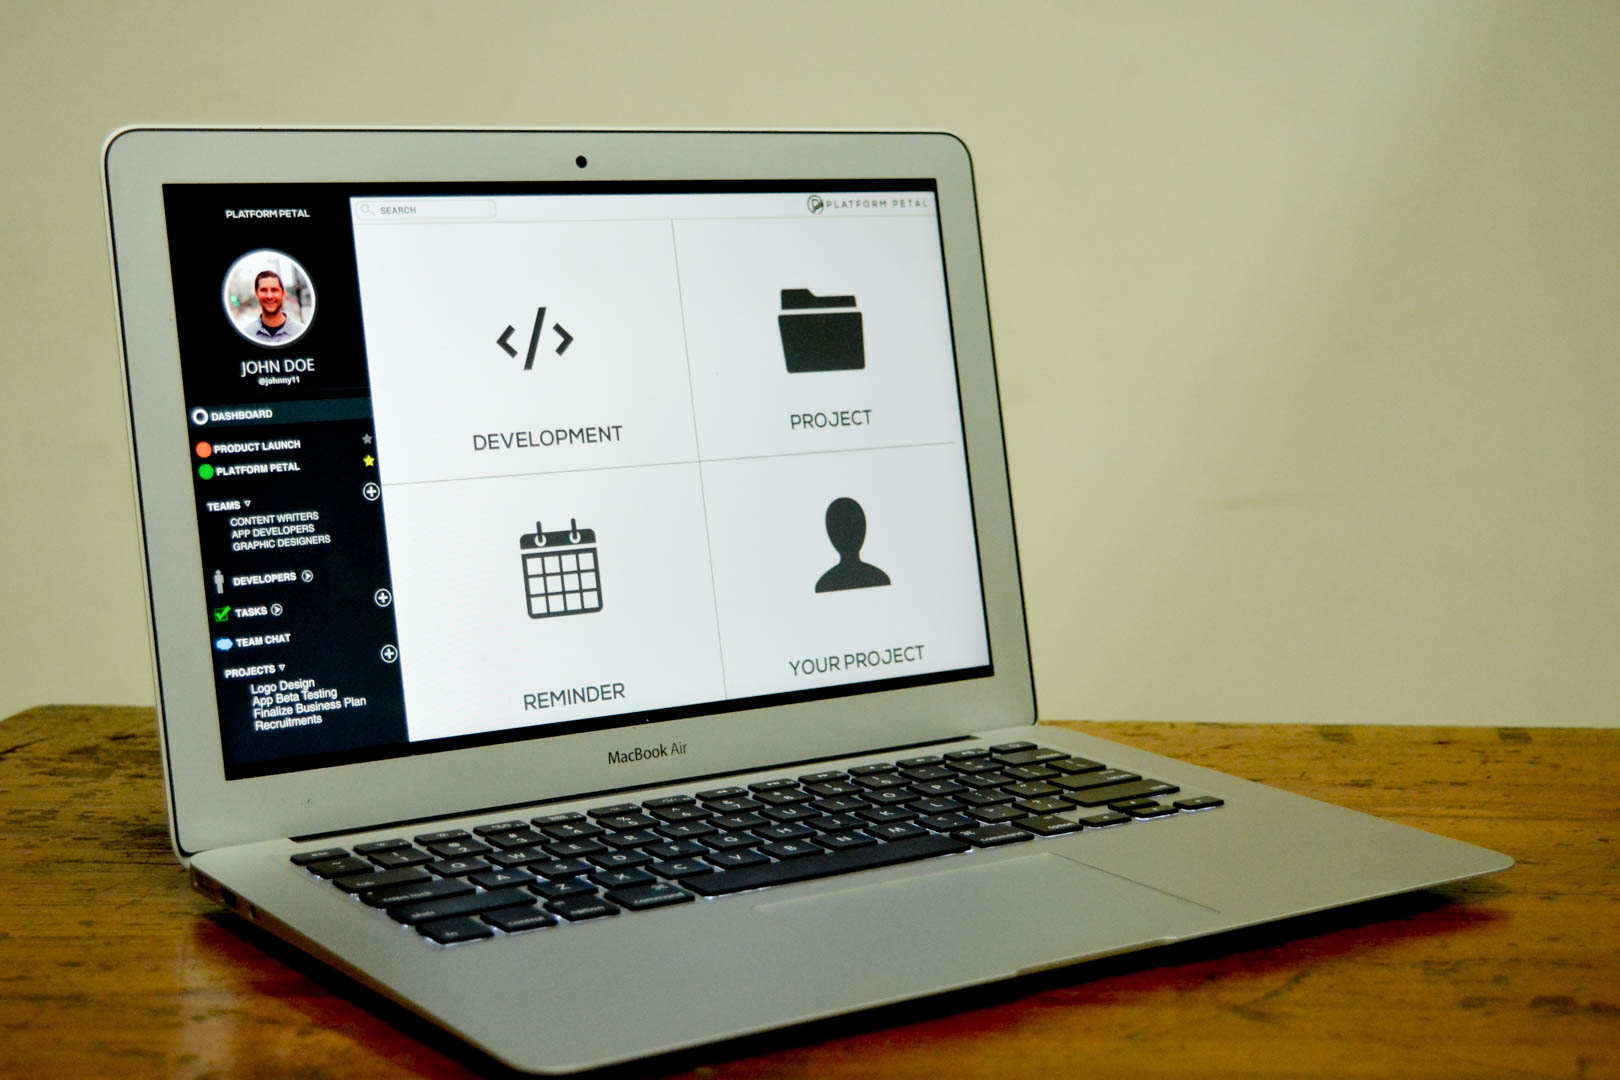 PLATFORM PETAL
JOHN DOE
@johnny11
DASHBOARD
PRODUCT LAUNCH
PLATFORM PETAL
TEAMS
CONTENT WRITERS
APP DEVELOPERS
GRAPHIC DESIGNERS
DEVELOPERS
TASKS
TEAM CHAT
PROJECTS
Logo Design
App Beta Testing
Finalize Business Plan
Recruitments
SEARCH
PLATFORM PETAL
DEVELOPMENT
PROJECT
REMINDER
YOUR PROJECT
MacBook Air